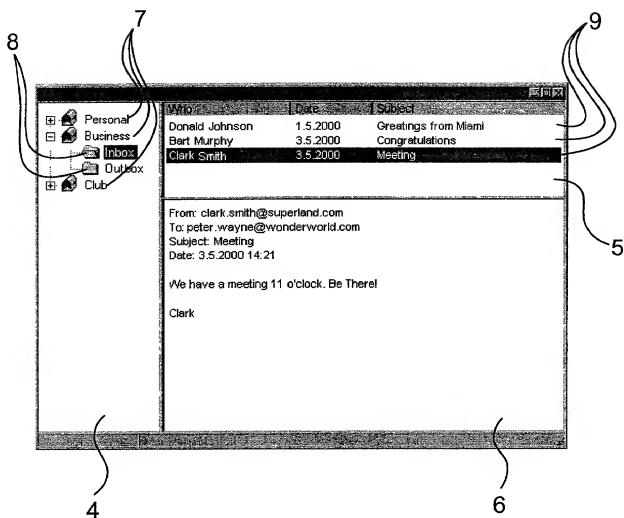 7
8
9
Who Date Subject
Personal
Business
Inbox
Outbox
Club
Donald Johnson 1.5.2000 Greatings from Miami
Bart Murphy 3.5.2000 Congratulations
Clark Smith 3.5.2000 Meeting
5
From: clark.smith@superland.com
To: peter.wayne@wonderworld.com
Subject: Meeting
Date: 3.5.2000 14:21
We have a meeting 11 o'clock. Be There!
Clark
4
6